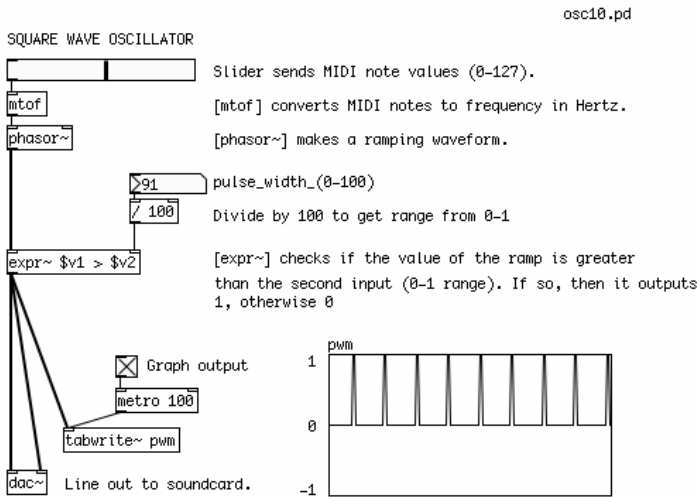 osc10.pd
SQUARE WAVE OSCILLATOR
Slider sends MIDI note values (0-127).
mtof
[mtof] converts MIDI notes to frequency in Hertz.
phasor~
[phasor~] makes a ramping waveform.
91
pulse_width_(0-100)
/ 100
Divide by 100 to get range from 0-1
expr~ $v1 > $v2
[expr~] checks if the value of the ramp is greater
than the second input (0-1 range). If so, then it outputs
1, otherwise 0
Graph output
metro 100
tabwrite~ pwm
dac~
Line out to soundcard.
pwm
1
0
-1